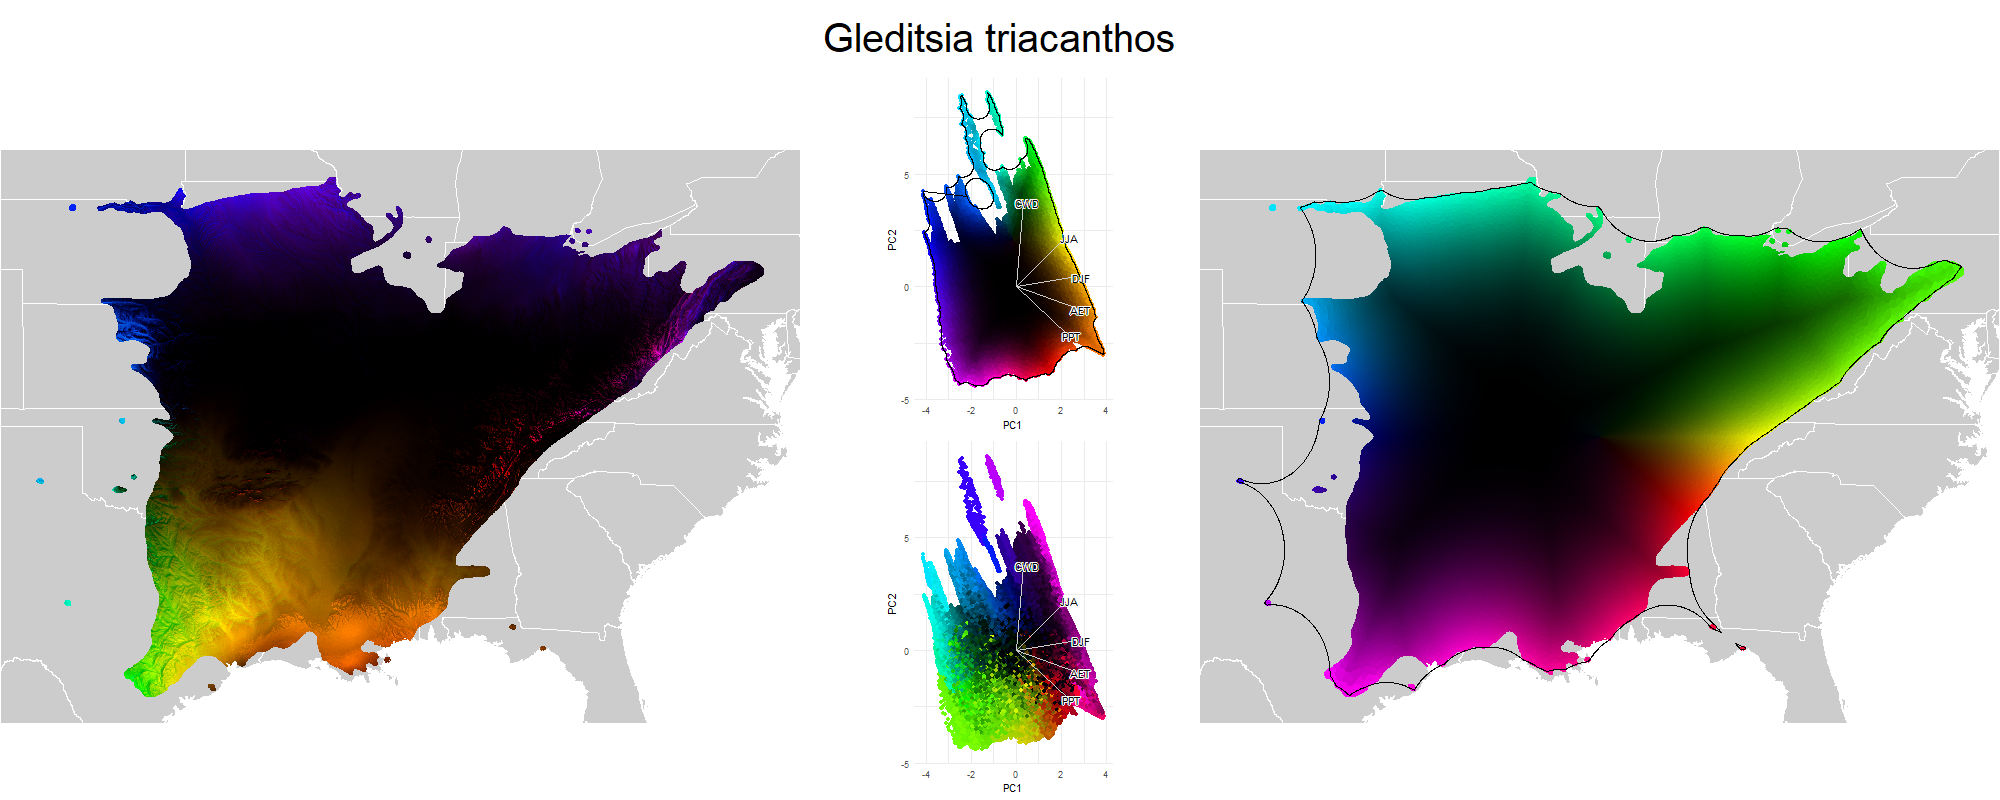 Gleditsia triacanthos
5
0
-5
PC2
CWD
JJA
DJF
AET
PPT
-4 -2 0 2 4
PC1
5
0
-5
PC2
CWD
JJA
DJF
AET
PPT
-4 -2 0 2 4
PC1